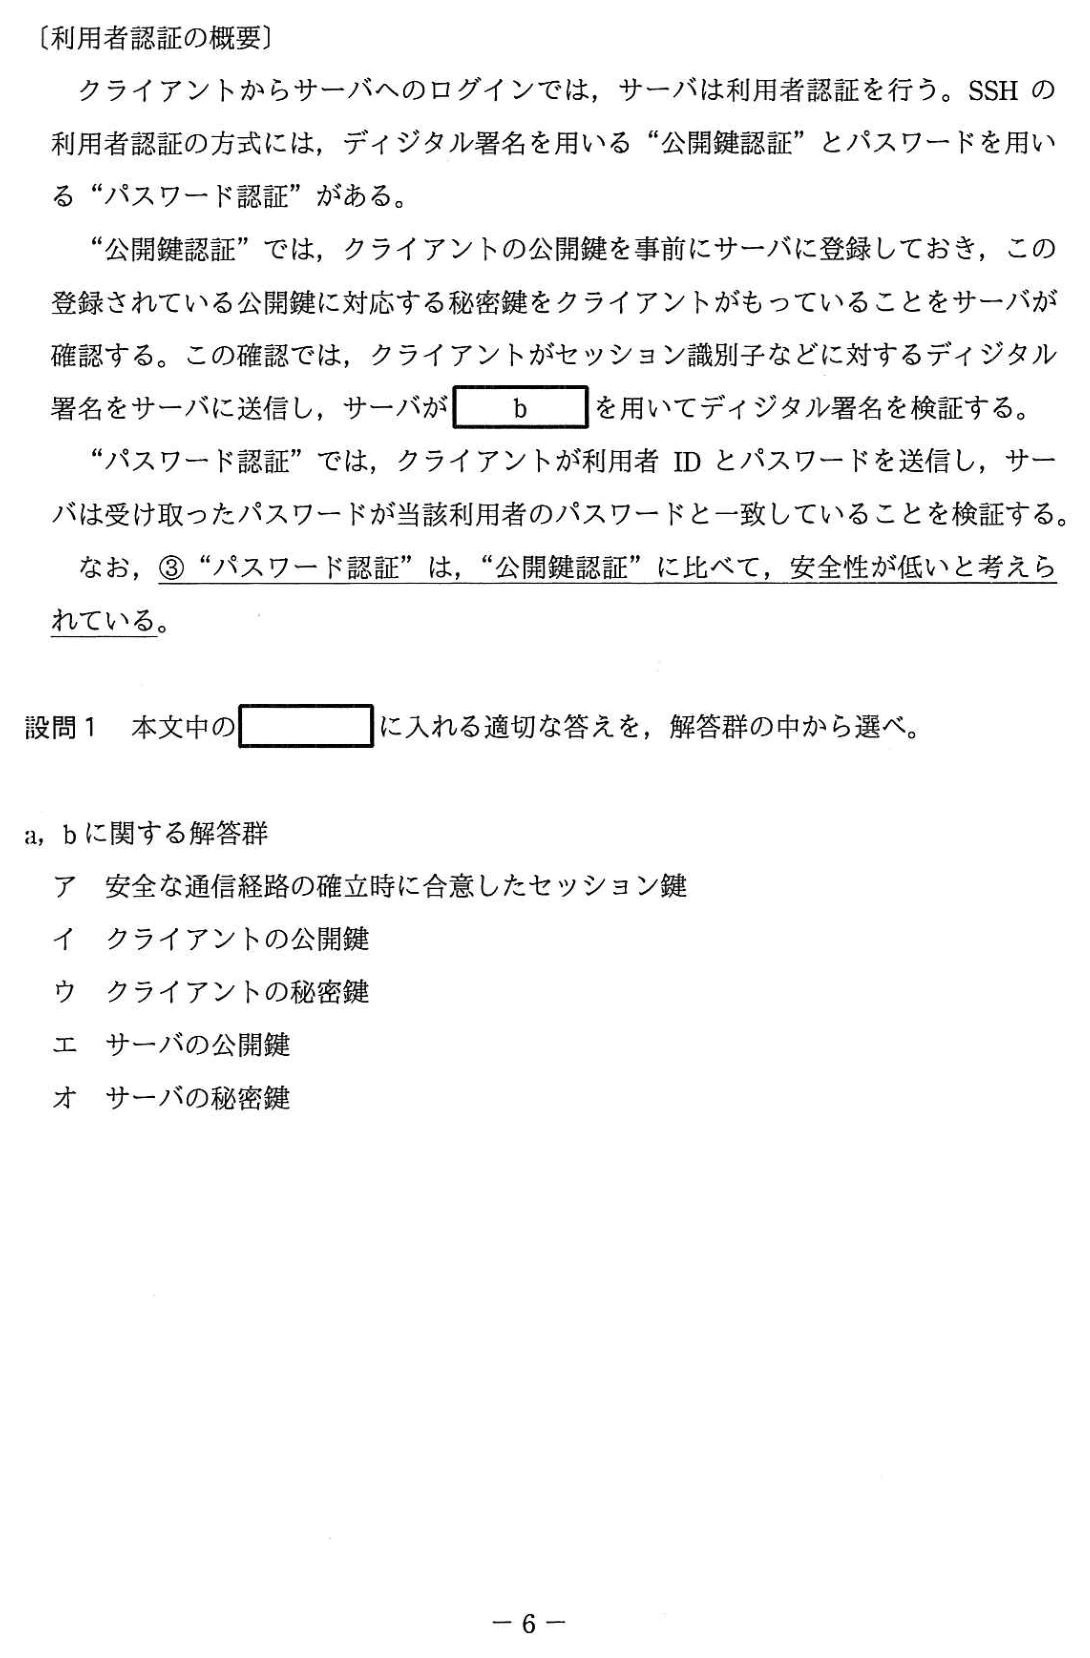 〔利用者認証の概要〕
クライアントからサーバへのログインでは，サーバは利用者認証を行う。SSH の
利用者認証の方式には，ディジタル署名を用いる“公開鍵認証”とパスワードを用い
る“パスワード認証”がある。
“公開鍵認証”では，クライアントの公開鍵を事前にサーバに登録しておき，この
登録されている公開鍵に対応する秘密鍵をクライアントがもっていることをサーバが
確認する。この確認では，クライアントがセッション識別子などに対するディジタル
署名をサーバに送信し，サーバが b を用いてディジタル署名を検証する。
“パスワード認証”では，クライアントが利用者 ID とパスワードを送信し，サー
バは受け取ったパスワードが当該利用者のパスワードと一致していることを検証する。
なお，③“パスワード認証”は，“公開鍵認証”に比べて，安全性が低いと考えら
れている。
設問1 本文中の に入れる適切な答えを，解答群の中から選べ。
a，b に関する解答群
ア 安全な通信経路の確立時に合意したセッション鍵
イ クライアントの公開鍵
ウ クライアントの秘密鍵
エ サーバの公開鍵
オ サーバの秘密鍵
－ 6 －